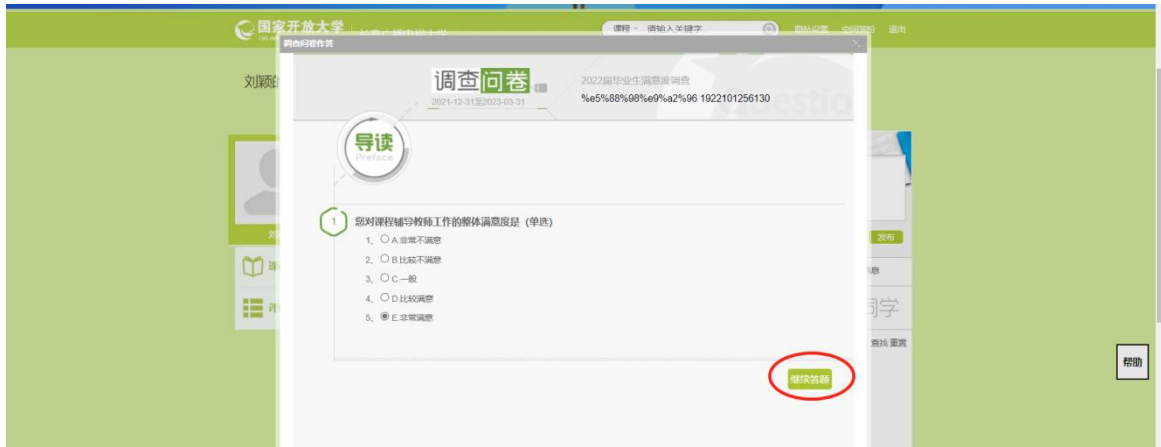 国家开放大学
课程 请输入关键字
退出
调查问卷作答
刘颖的
调查问卷
2022届毕业生满意度调查
2021-12-31至2023-03-31
%e5%88%98%e9%a2%96 1922101256130
导读
Preface
1 您对课程辅导教师工作的整体满意度是（单选）
1、A.非常不满意
2、B.比较不满意
3、C.一般
4、D.比较满意
5、E.非常满意
发布
同学
查找 重置
帮助
继续答题